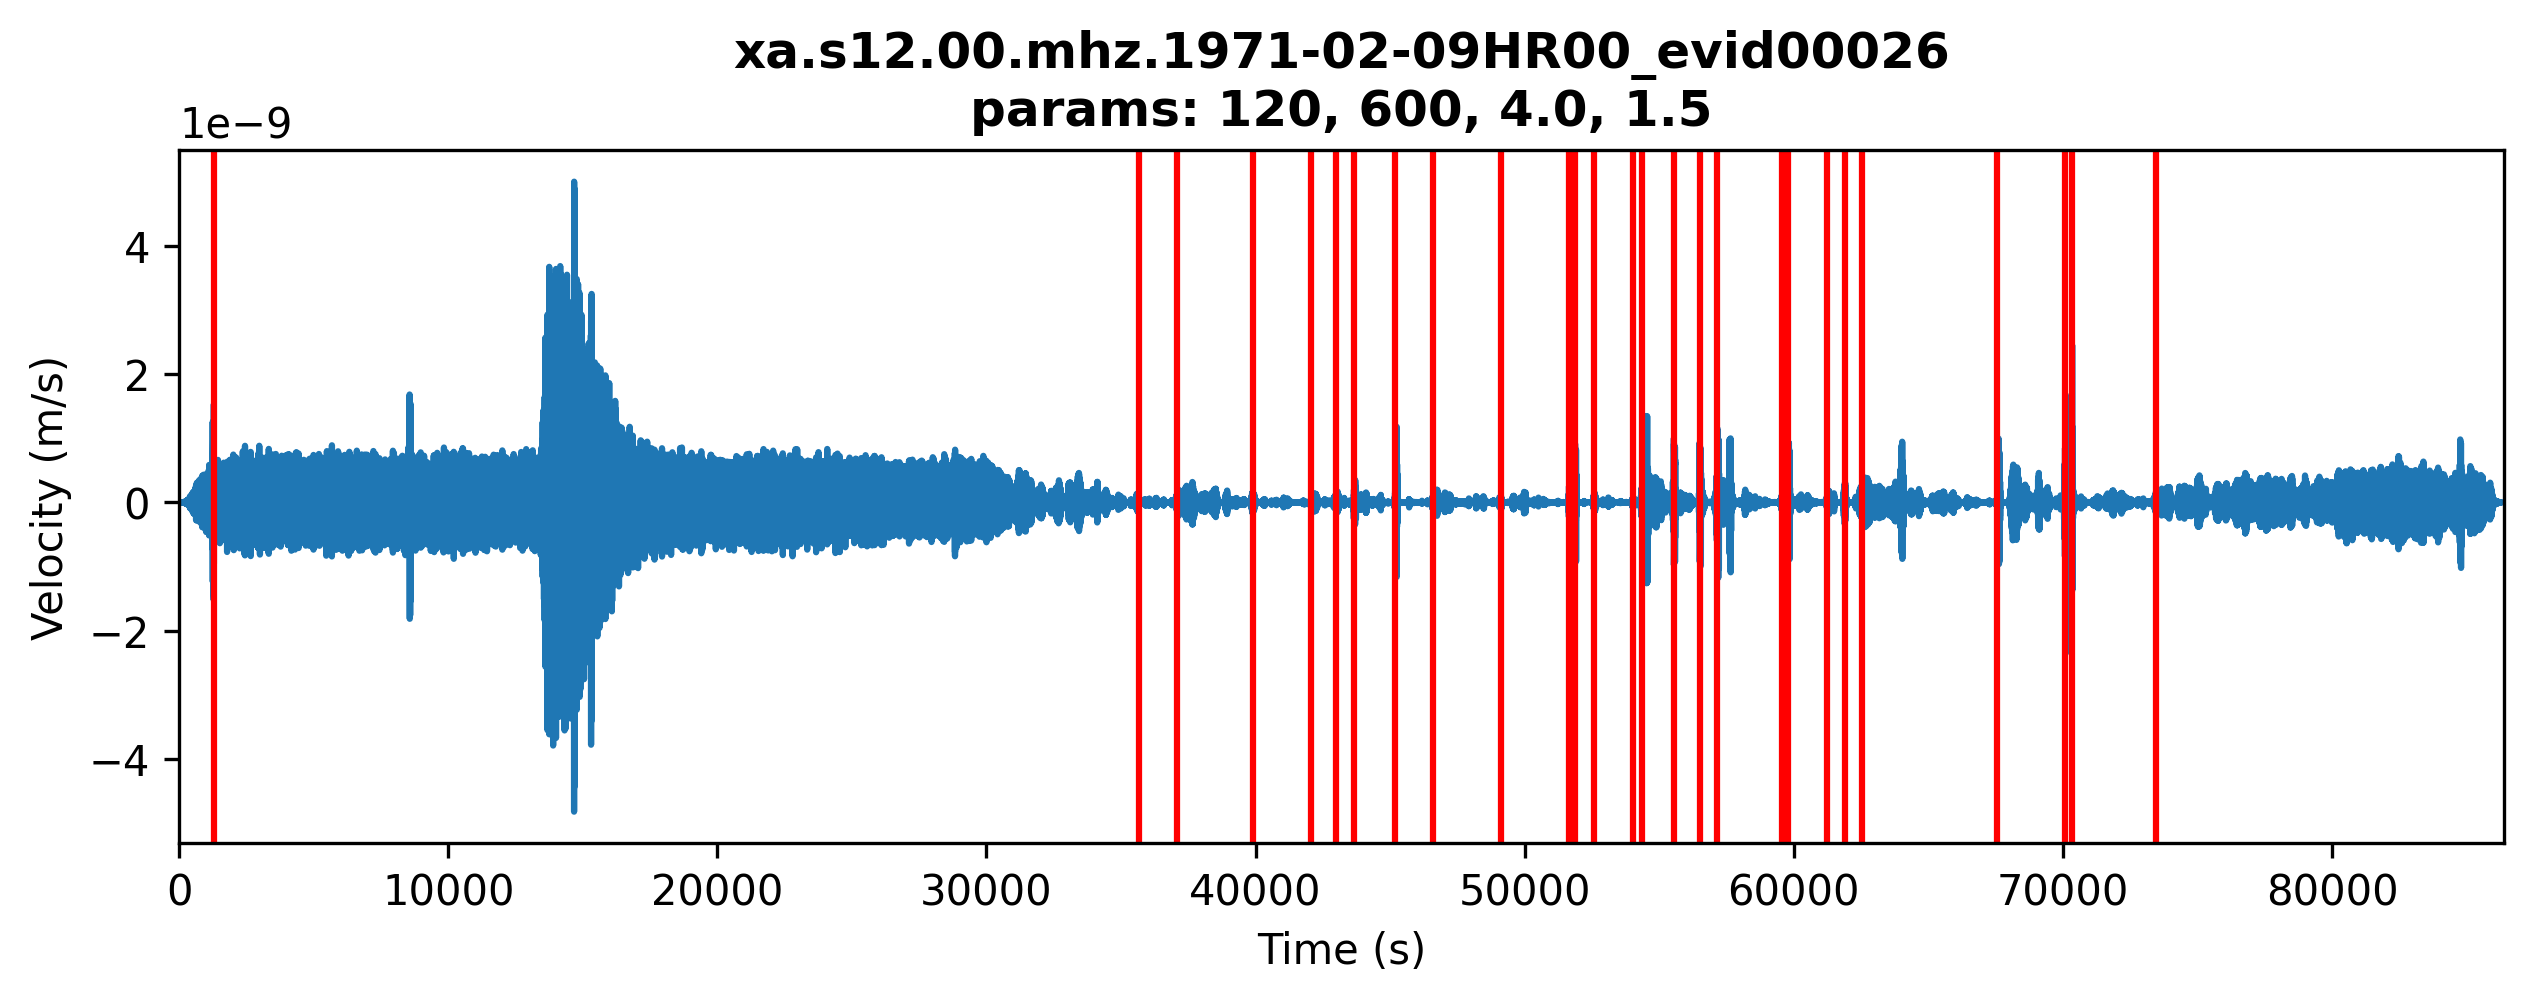 xa.s12.00.mhz.1971-02-09HR00_evid00026
params: 120, 600, 4.0, 1.5
1e−9
4
2
0
−2
−4
Velocity (m/s)
0 10000 20000 30000 40000 50000 60000 70000 80000
Time (s)